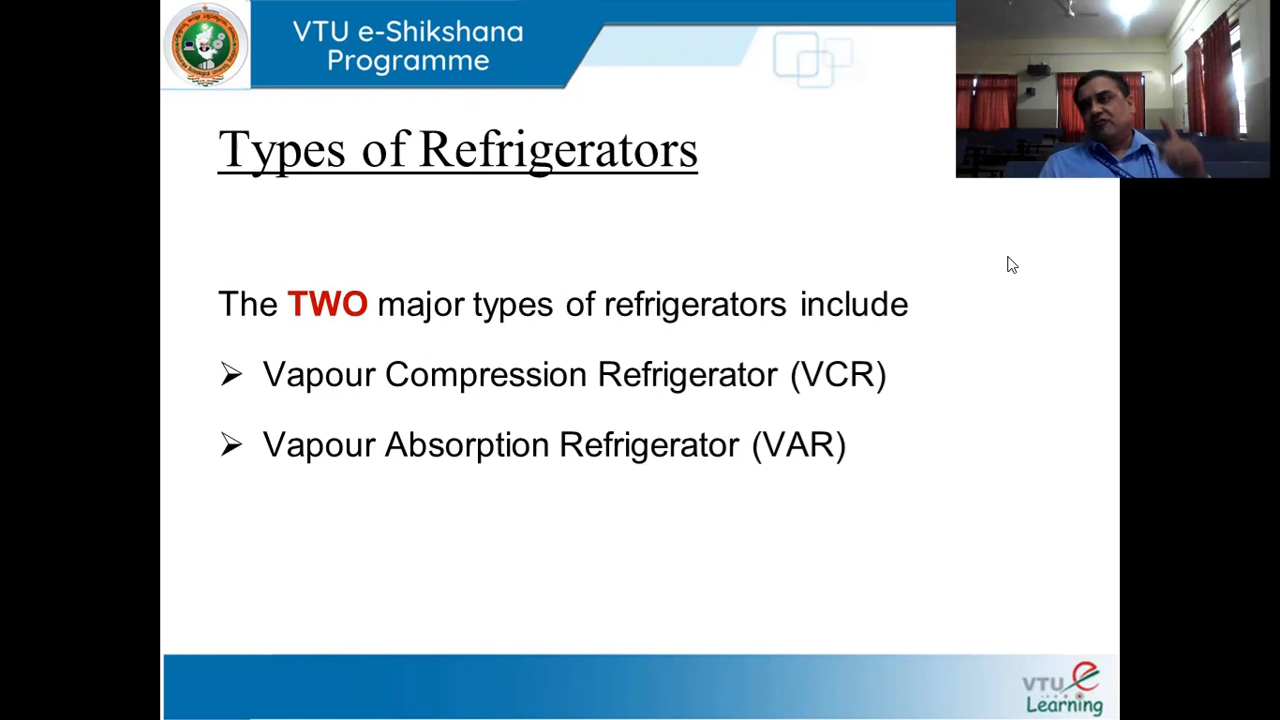 VTU e-Shikshana
Programme
Types of Refrigerators
The TWO major types of refrigerators include
➢ Vapour Compression Refrigerator (VCR)
➢ Vapour Absorption Refrigerator (VAR)
VTU e
Learning